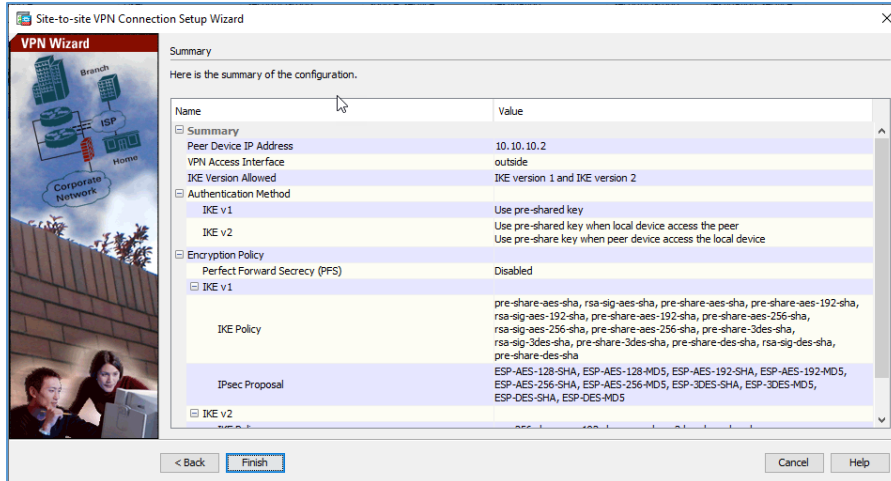 Site-to-site VPN Connection Setup Wizard
VPN Wizard
Branch
ISP
Home
Corporate
Network
Summary
Here is the summary of the configuration.
Name Value
Summary
Peer Device IP Address 10.10.10.2
VPN Access Interface outside
IKE Version Allowed IKE version 1 and IKE version 2
Authentication Method
IKE v1 Use pre-shared key
IKE v2 Use pre-shared key when local device access the peer
Use pre-share key when peer device access the local device
Encryption Policy
Perfect Forward Secrecy (PFS) Disabled
IKE v1
IKE Policy pre-share-aes-sha, rsa-sig-aes-sha, pre-share-aes-sha, pre-share-aes-192-sha,
rsa-sig-aes-192-sha, pre-share-aes-192-sha, pre-share-aes-256-sha,
rsa-sig-aes-256-sha, pre-share-aes-256-sha, pre-share-3des-sha,
rsa-sig-3des-sha, pre-share-3des-sha, pre-share-des-sha, rsa-sig-des-sha,
pre-share-des-sha
IPsec Proposal ESP-AES-128-SHA, ESP-AES-128-MD5, ESP-AES-192-SHA, ESP-AES-192-MD5,
ESP-AES-256-SHA, ESP-AES-256-MD5, ESP-3DES-SHA, ESP-3DES-MD5,
ESP-DES-SHA, ESP-DES-MD5
IKE v2
< Back Finish Cancel Help